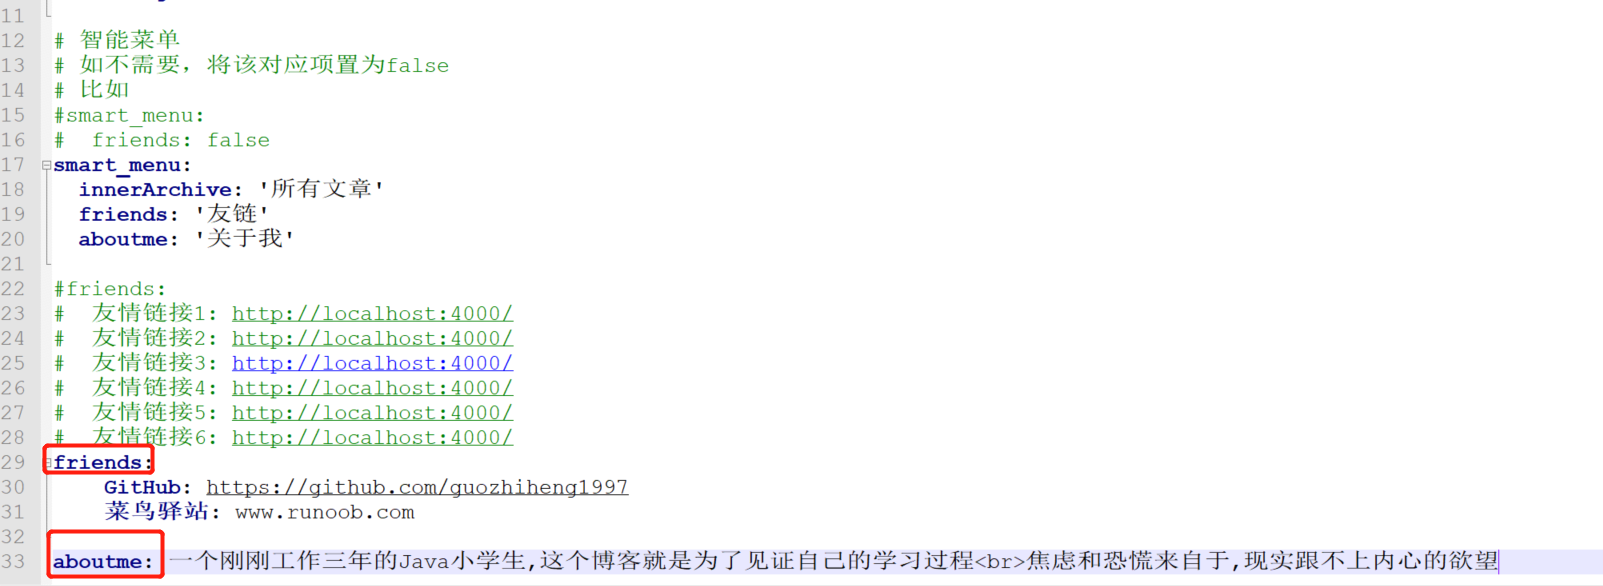 11
12 # 智能菜单
13 # 如不需要，将该对应项置为false
14 # 比如
15 #smart_menu:
16 #  friends: false
17 smart_menu:
18   innerArchive: '所有文章'
19   friends: '友链'
20   aboutme: '关于我'
21
22 #friends:
23 #  友情链接1: http://localhost:4000/
24 #  友情链接2: http://localhost:4000/
25 #  友情链接3: http://localhost:4000/
26 #  友情链接4: http://localhost:4000/
27 #  友情链接5: http://localhost:4000/
28 #  友情链接6: http://localhost:4000/
29 friends:
30     GitHub: https://github.com/guozhiheng1997
31     菜鸟驿站: www.runoob.com
32
33 aboutme: 一个刚刚工作三年的Java小学生,这个博客就是为了见证自己的学习过程<br>焦虑和恐慌来自于,现实跟不上内心的欲望